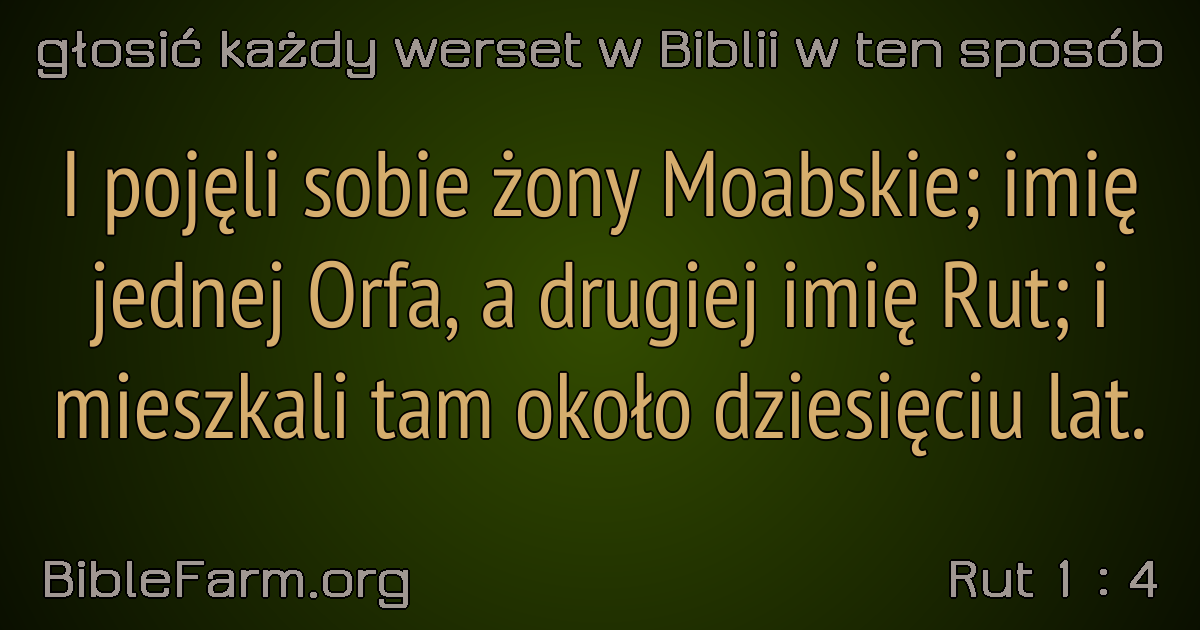 głosić każdy werset w Biblii w ten sposób
I pojęli sobie żony Moabskie; imię
jednej Orfa, a drugiej imię Rut; i
mieszkali tam około dziesięciu lat.
BibleFarm.org
Rut 1 : 4